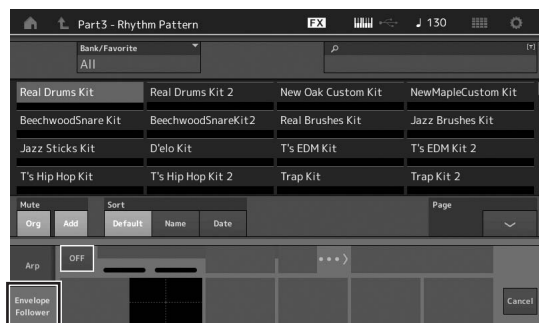 Part3 - Rhythm Pattern FX ♩ 130
Bank/Favorite
All
Real Drums Kit Real Drums Kit 2 New Oak Custom Kit NewMapleCustom Kit
BeechwoodSnare Kit BeechwoodSnareKit2 Real Brushes Kit Jazz Brushes Kit
Jazz Sticks Kit D'elo Kit T's EDM Kit T's EDM Kit 2
T's Hip Hop Kit T's Hip Hop Kit 2 Trap Kit Trap Kit 2
Mute Sort Page
Org Add Default Name Date
Arp OFF
Envelope
Follower
Cancel